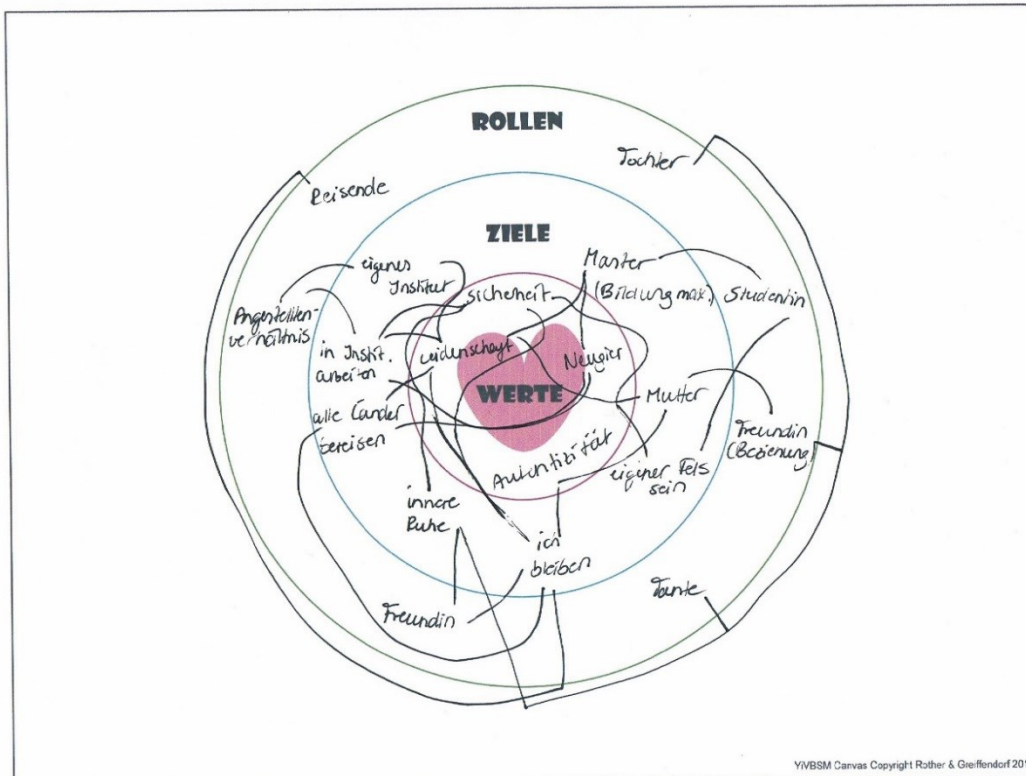 ROLLEN
Tochter
Reisende
ZIELE
eigenes
Institut
Master
(Bildung max.)
Studentin
Sicherheit
Angestellten-
verhältnis
in Instit.
arbeiten
Leidenschaft
Neugier
WERTE
Mutter
alle Länder
bereisen
Freundin
(Beziehung)
Autentizität
eigener Fels
sein
innere
Ruhe
ich
bleiben
Freundin
Tante
YiVBSM Canvas Copyright Rother & Greiffendorf